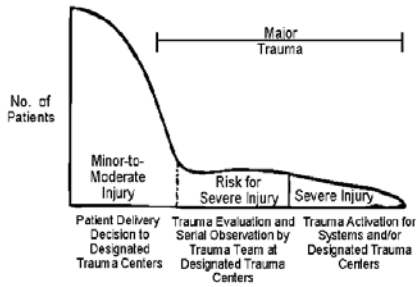 Major
Trauma
No. of
Patients
Minor-to-
Moderate
Injury
Risk for
Severe Injury
Severe Injury
Patient Delivery
Decision to
Designated
Trauma Centers
Trauma Evaluation and
Serial Observation by
Trauma Team at
Designated Trauma
Centers
Trauma Activation for
Systems and/or
Designated Trauma
Centers